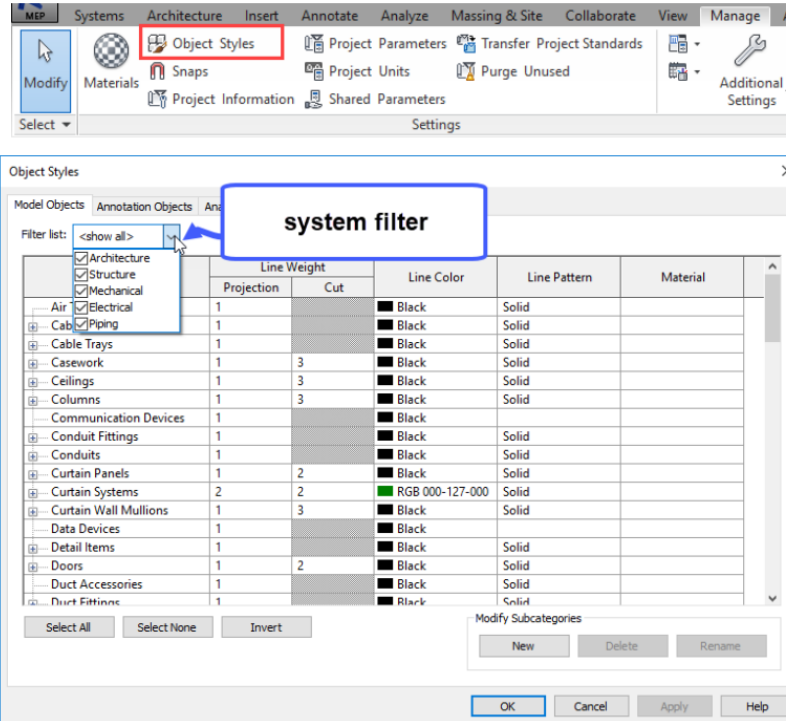 MEP Systems Architecture Insert Annotate Analyze Massing & Site Collaborate View Manage
Object Styles Project Parameters Transfer Project Standards
Modify Materials Snaps Project Units Purge Unused Additional
Project Information Shared Parameters Settings
Select Settings
Object Styles
Model Objects Annotation Objects
system filter
Filter list: <show all>
Architecture
Structure
Mechanical
Electrical
Piping
Line Weight Line Color Line Pattern Material
Projection Cut
Air 1 Black Solid
Cab 1 Black Solid
Cable Trays 1 Black Solid
Casework 1 3 Black Solid
Ceilings 1 3 Black Solid
Columns 1 3 Black Solid
Communication Devices 1 Black
Conduit Fittings 1 Black Solid
Conduits 1 Black Solid
Curtain Panels 1 2 Black Solid
Curtain Systems 2 2 RGB 000-127-000 Solid
Curtain Wall Mullions 1 3 Black Solid
Data Devices 1 Black
Detail Items 1 Black Solid
Doors 1 2 Black Solid
Duct Accessories 1 Black Solid
Duct Fittings 1 Black Solid
Select All Select None Invert
Modify Subcategories
New Delete Rename
OK Cancel Apply Help